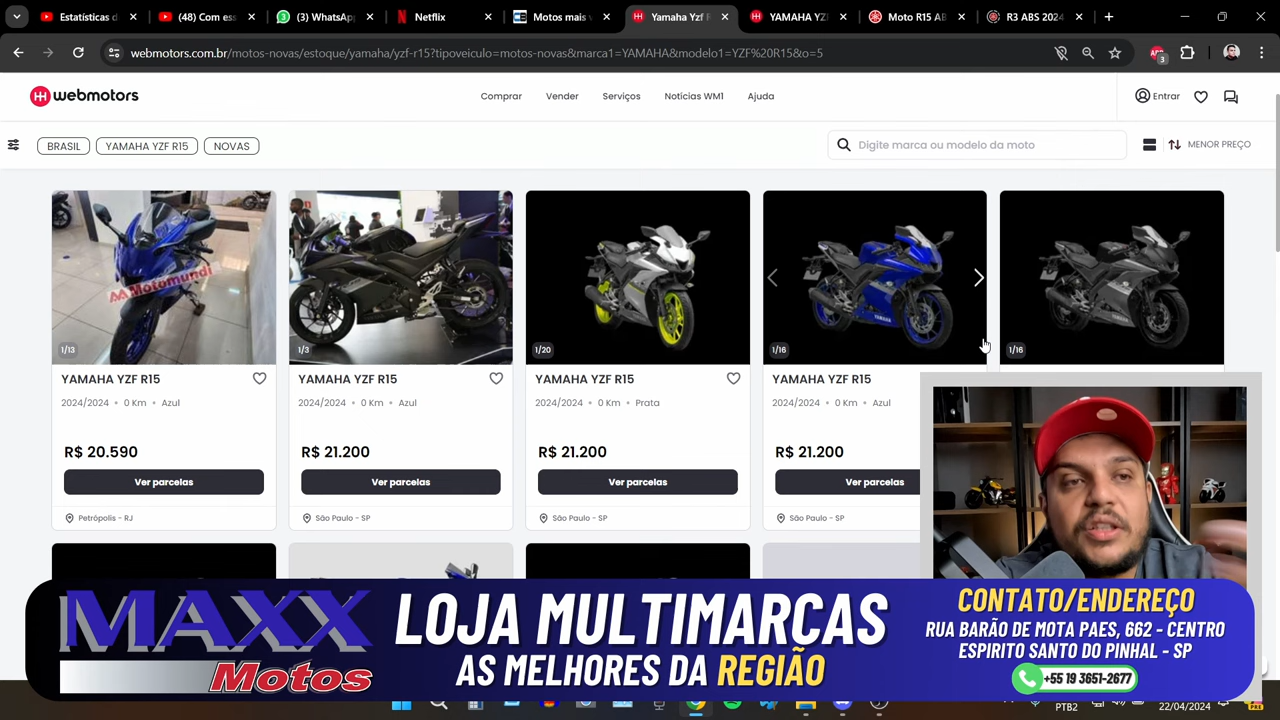 Estatísticas d
(48) Com es
(3) WhatsAp
Netflix
Motos mais v
Yamaha Yzf R
YAMAHA YZ
Moto R15 AB
R3 ABS 2024
webmotors.com.br/motos-novas/estoque/yamaha/yzf-r15?tipoveiculo=motos-novas&marca1=YAMAHA&modelo1=YZF%20R15&o=5
3
webmotors
Comprar
Vender
Serviços
Notícias WM1
Ajuda
Entrar
BRASIL
YAMAHA YZF R15
NOVAS
Digite marca ou modelo da moto
MENOR PREÇO
Motomundi
1/13
1/3
1/20
1/16
1/16
YAMAHA YZF R15
YAMAHA YZF R15
YAMAHA YZF R15
YAMAHA YZF R15
2024/2024 • 0 Km • Azul
2024/2024 • 0 Km • Azul
2024/2024 • 0 Km • Prata
2024/2024 • 0 Km • Azul
R$ 20.590
R$ 21.200
R$ 21.200
R$ 21.200
Ver parcelas
Ver parcelas
Ver parcelas
Ver parcelas
Petrópolis - RJ
São Paulo - SP
São Paulo - SP
São Paulo - SP
MAXX
Motos
LOJA MULTIMARCAS
AS MELHORES DA REGIÃO
CONTATO/ENDEREÇO
RUA BARÃO DE MOTA PAES, 662 - CENTRO
ESPIRITO SANTO DO PINHAL - SP
+55 19 3651-2677
PTB2
22/04/2024
PRE